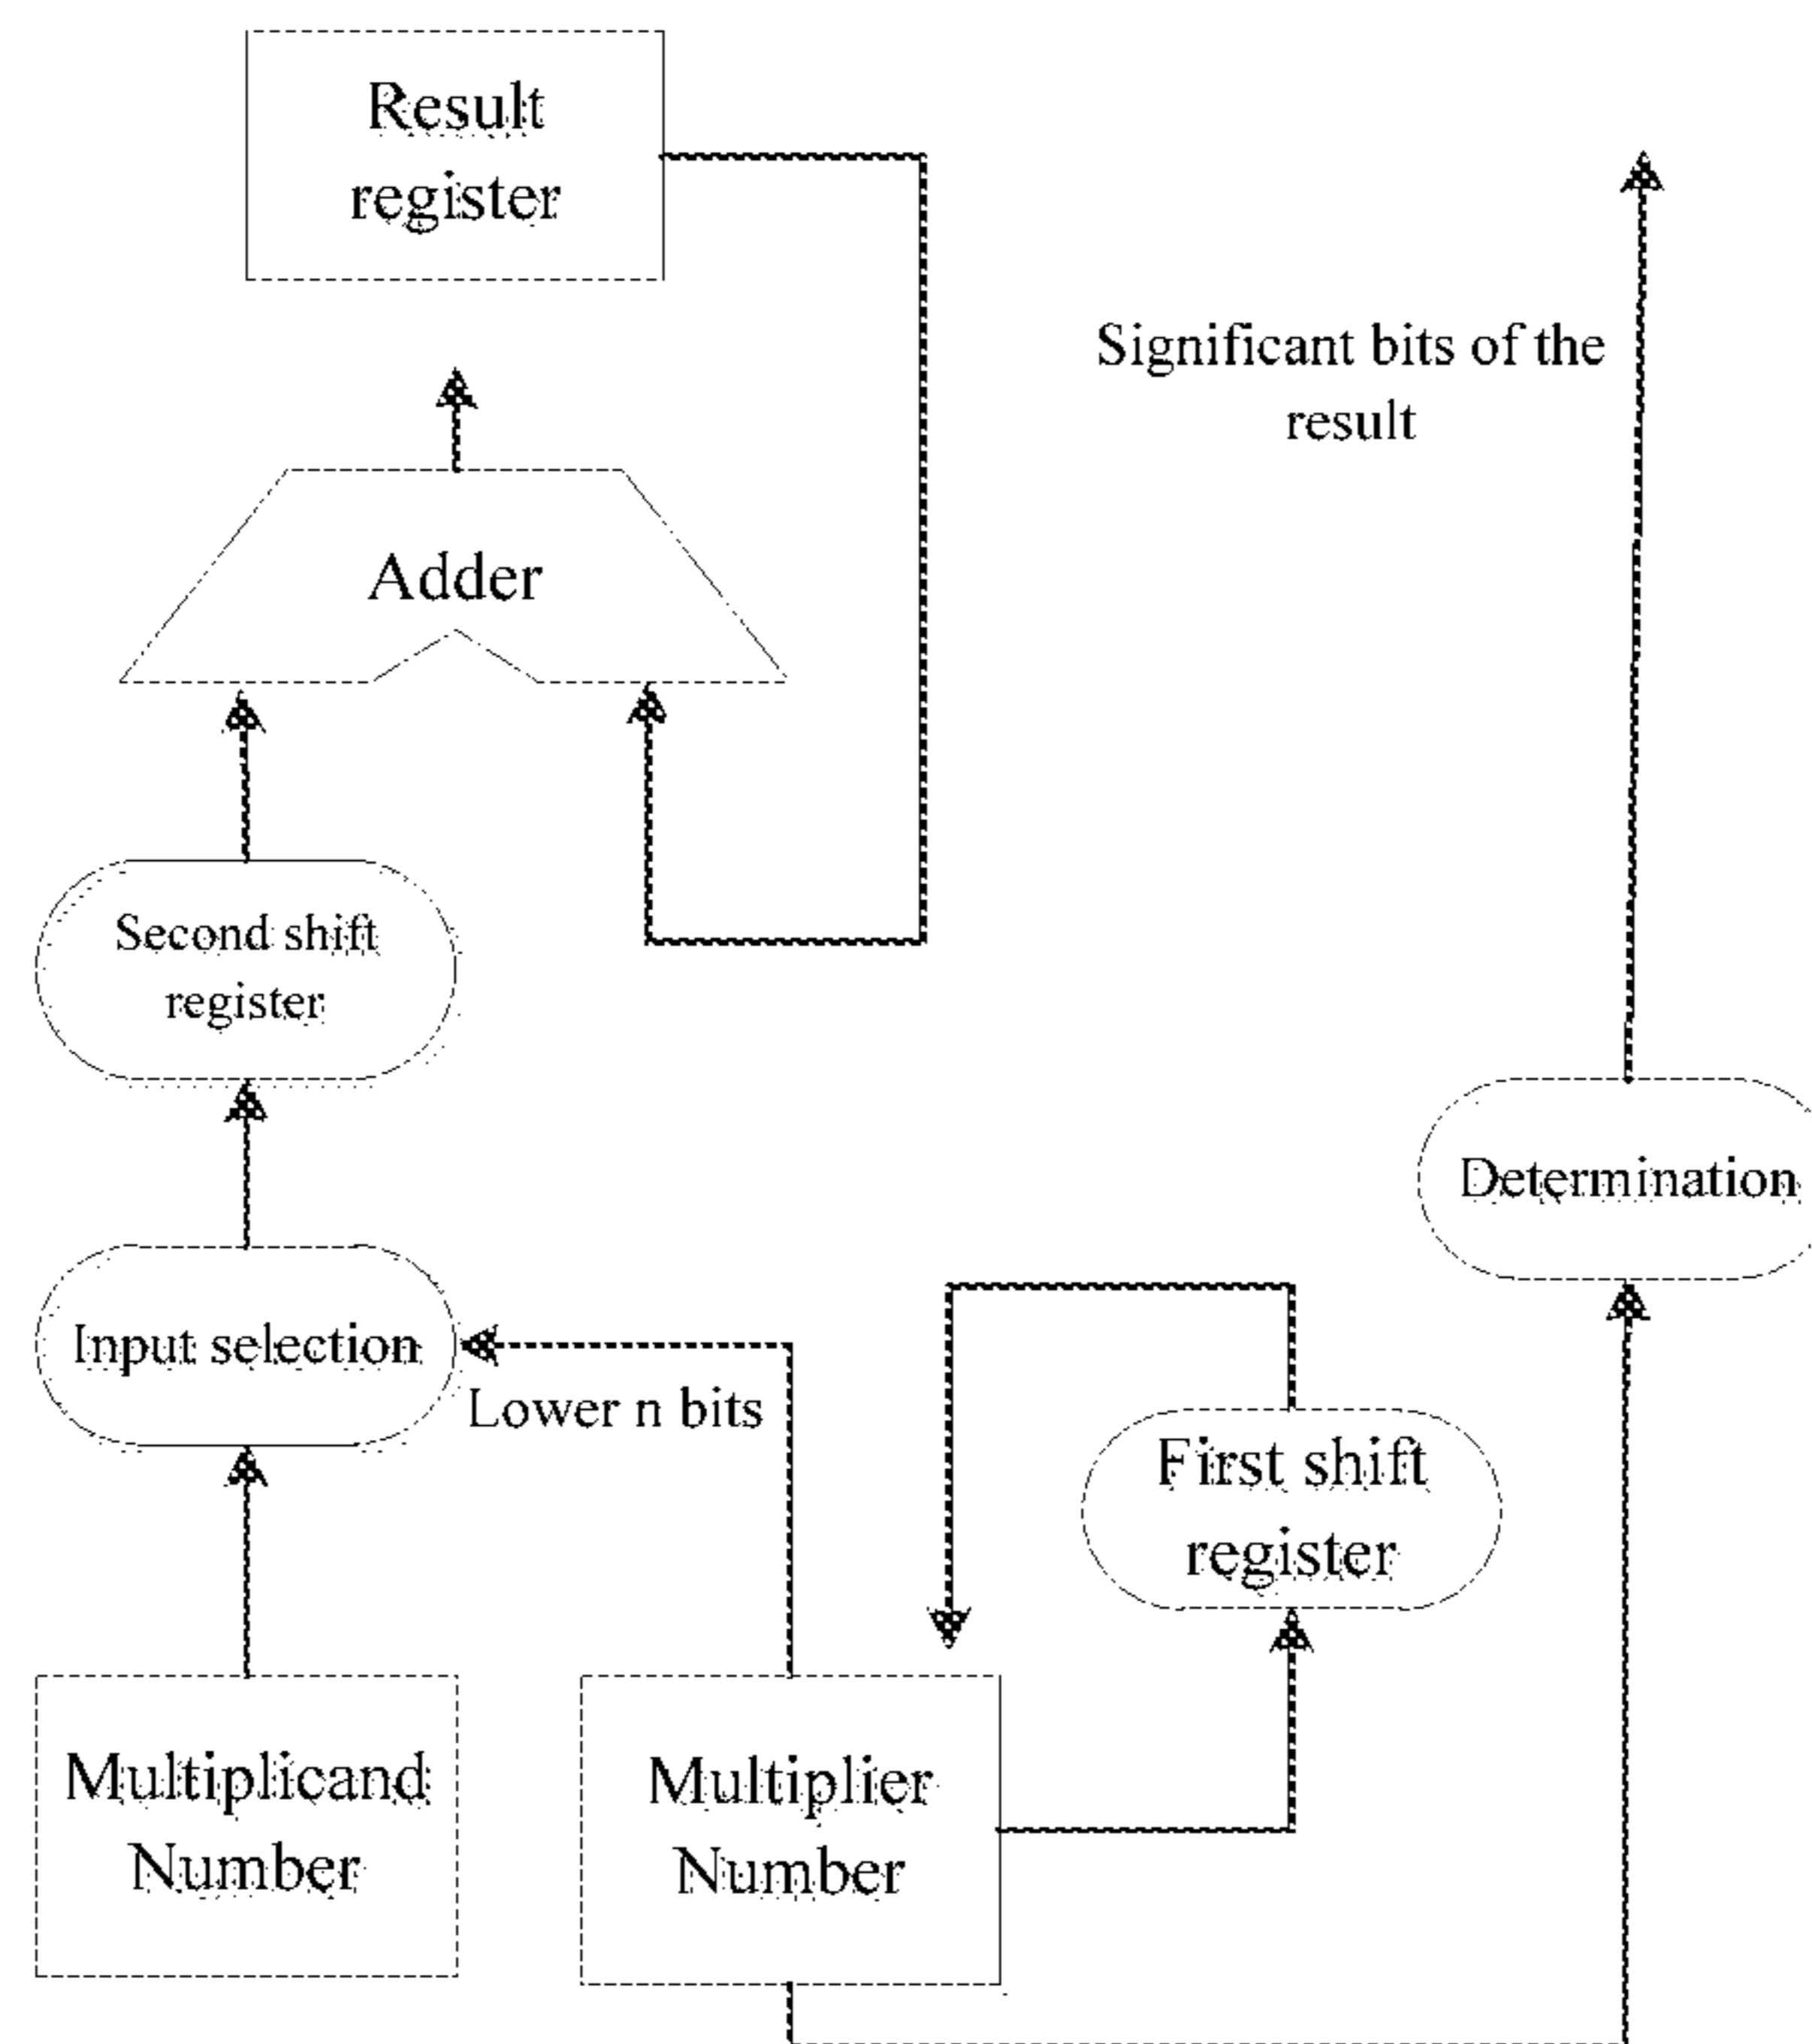 Result
register
Significant bits of the
result
Adder
Second shift
register
Determination
Input selection
Lower n bits
First shift
register
Multiplicand
Number
Multiplier
Number